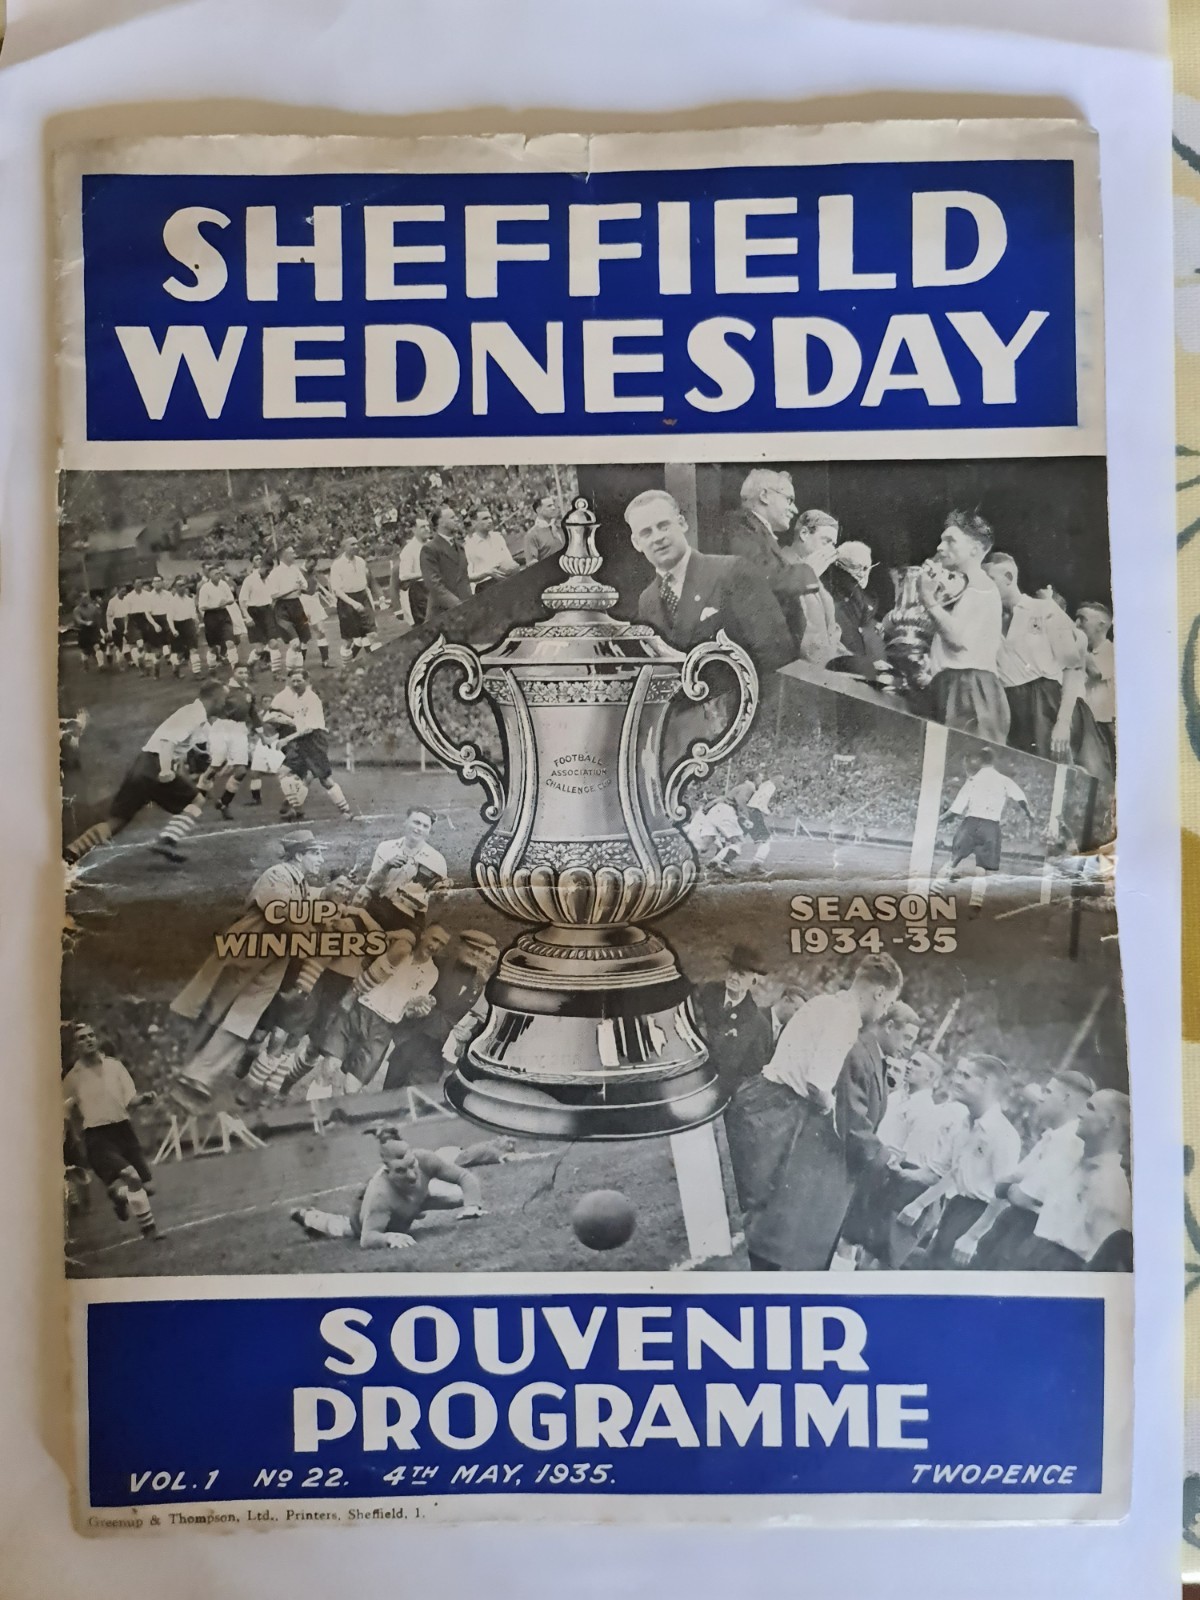 SHEFFIELD
WEDNESDAY
FOOTBALL
ASSOCIATION
CHALLENGE CUP
CUP
WINNERS
SEASON
1934-35
SOUVENIR
PROGRAMME
VOL. 1 No 22. 4TH MAY, 1935. TWOPENCE
Greenup & Thompson, Ltd., Printers, Sheffield, 1.